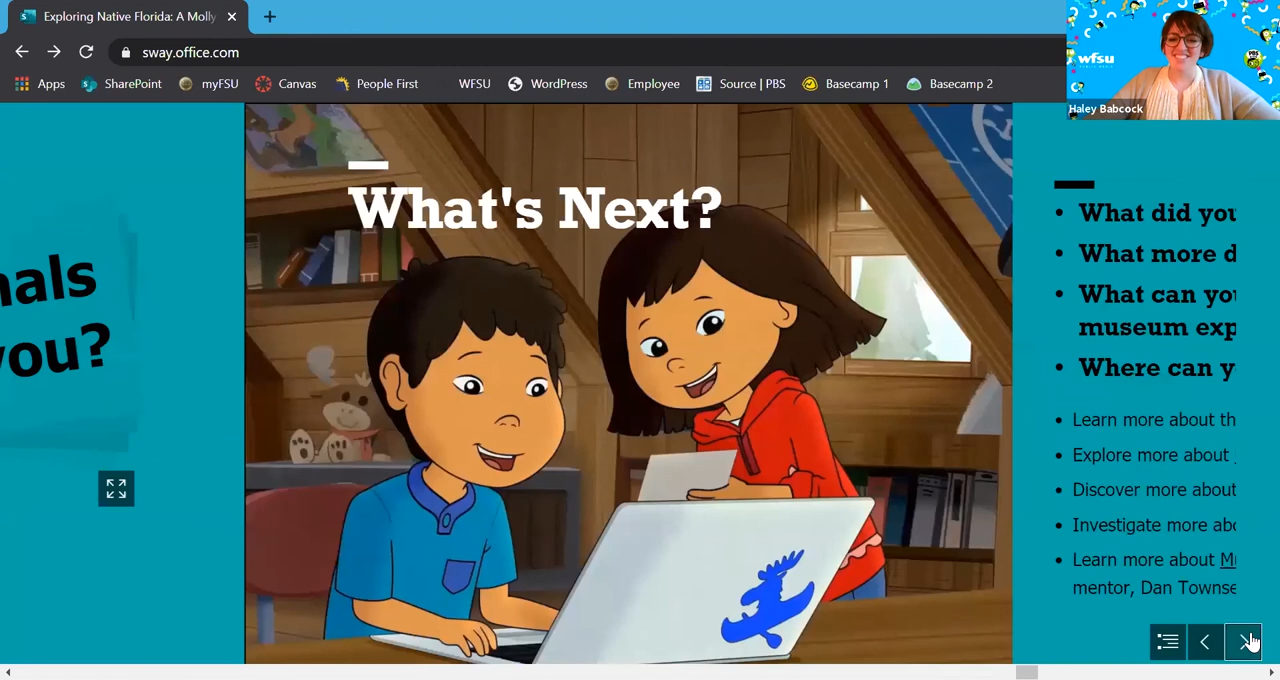 Exploring Native Florida: A Molly
sway.office.com
Apps SharePoint myFSU Canvas People First WFSU WordPress Employee Source | PBS Basecamp 1 Basecamp 2
wfsu
PBS
Haley Babcock
nals
you?
What's Next?
• What did you
• What more d
• What can you
museum exp
• Where can y
• Learn more about th
• Explore more about
• Discover more about
• Investigate more abo
• Learn more about Mi
mentor, Dan Townse